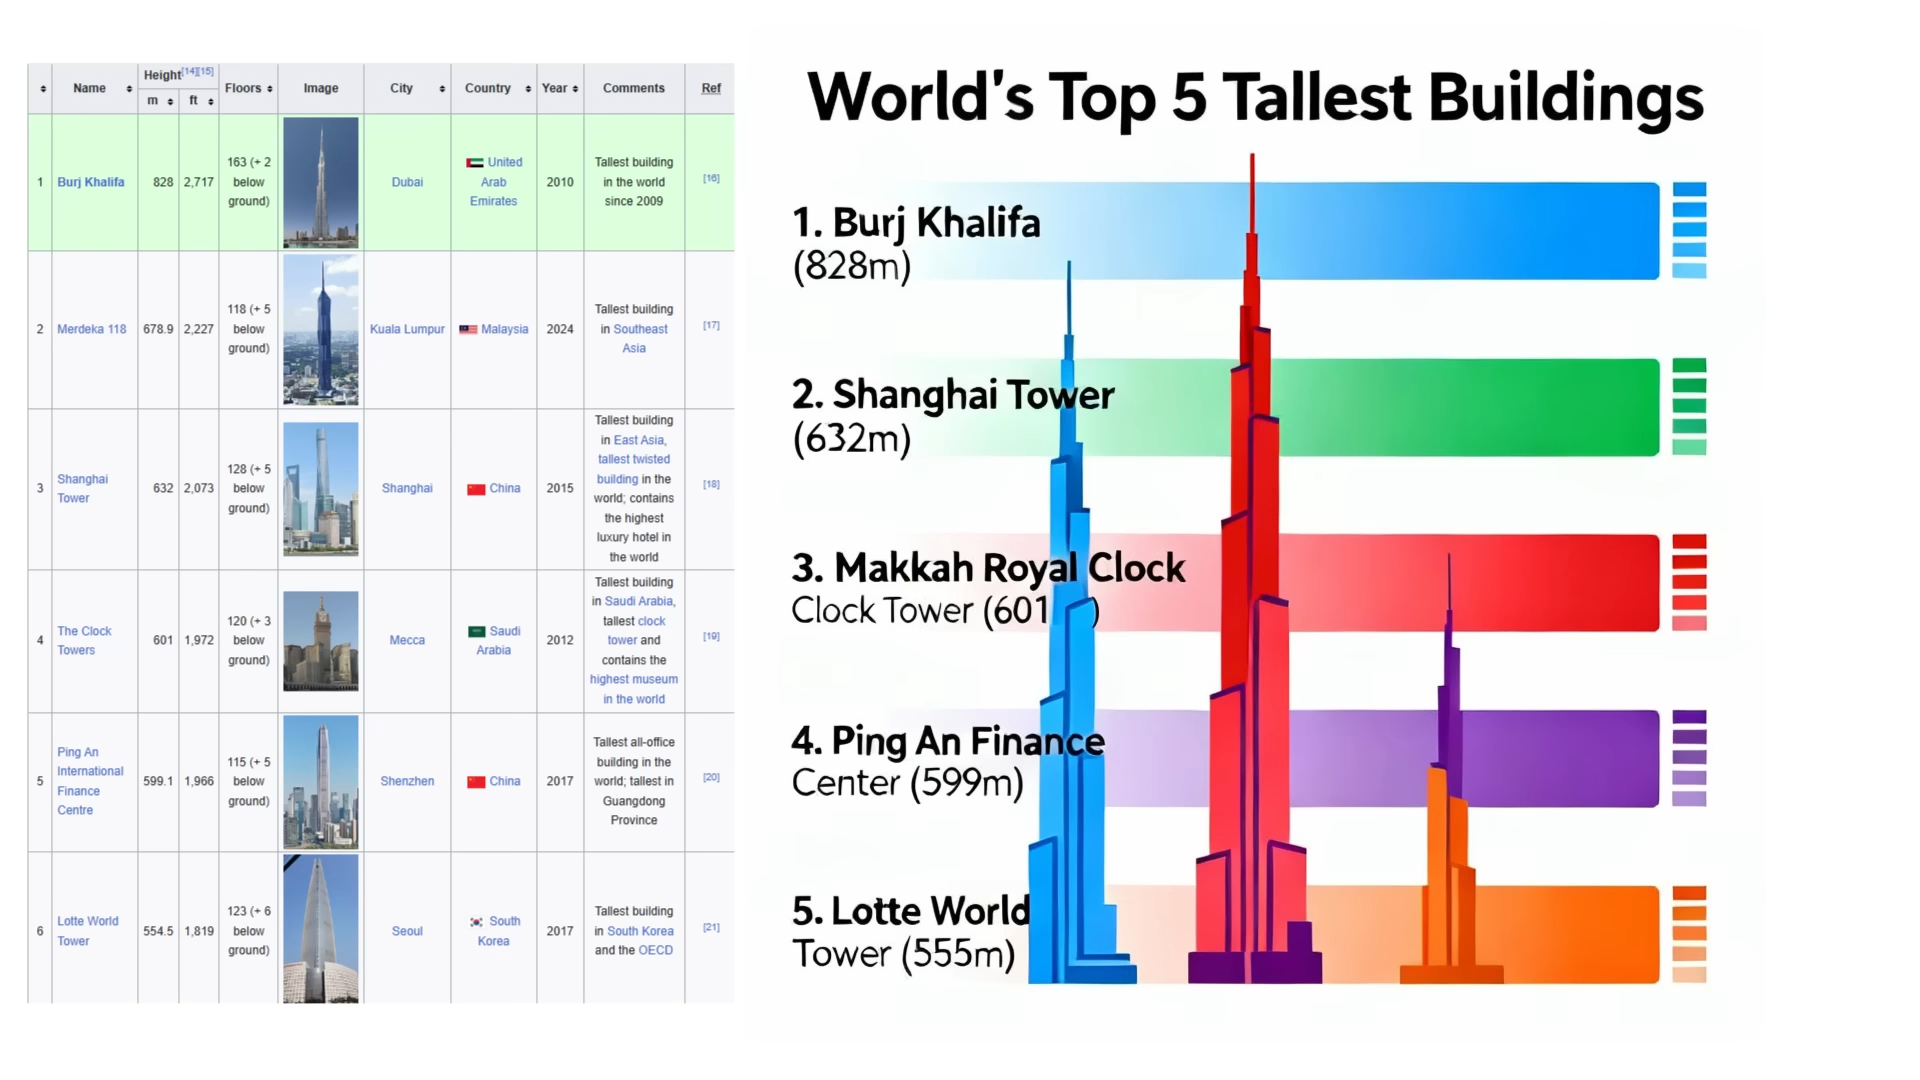 Height[14][15]
Name
m
ft
Floors
Image
City
Country
Year
Comments
Ref
1
Burj Khalifa
828
2,717
163 (+ 2
below
ground)
Dubai
United
Arab
Emirates
2010
Tallest building
in the world
since 2009
[16]
2
Merdeka 118
678.9
2,227
118 (+ 5
below
ground)
Kuala Lumpur
Malaysia
2024
Tallest building
in Southeast
Asia
[17]
3
Shanghai
Tower
632
2,073
128 (+ 5
below
ground)
Shanghai
China
2015
Tallest building
in East Asia,
tallest twisted
building in the
world; contains
the highest
luxury hotel in
the world
[18]
4
The Clock
Towers
601
1,972
120 (+ 3
below
ground)
Mecca
Saudi
Arabia
2012
Tallest building
in Saudi Arabia,
tallest clock
tower and
contains the
highest museum
in the world
[19]
5
Ping An
International
Finance
Centre
599.1
1,966
115 (+ 5
below
ground)
Shenzhen
China
2017
Tallest all-office
building in the
world; tallest in
Guangdong
Province
[20]
6
Lotte World
Tower
554.5
1,819
123 (+ 6
below
ground)
Seoul
South
Korea
2017
Tallest building
in South Korea
and the OECD
[21]
World's Top 5 Tallest Buildings
1. Burj Khalifa
(828m)
2. Shanghai Tower
(632m)
3. Makkah Royal Clock
Clock Tower (601 )
4. Ping An Finance
Center (599m)
5. Lotte World
Tower (555m)